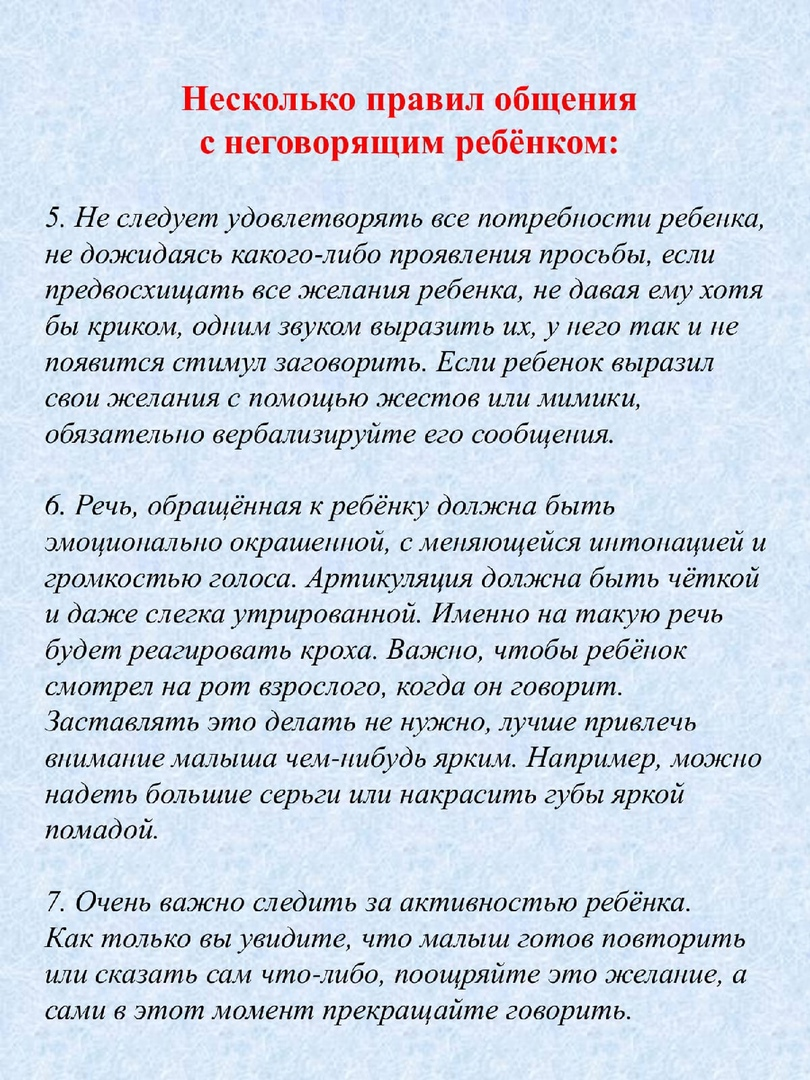 Несколько правил общения
с неговорящим ребёнком:
5. Не следует удовлетворять все потребности ребенка,
не дожидаясь какого-либо проявления просьбы, если
предвосхищать все желания ребенка, не давая ему хотя
бы криком, одним звуком выразить их, у него так и не
появится стимул заговорить. Если ребенок выразил
свои желания с помощью жестов или мимики,
обязательно вербализируйте его сообщения.
6. Речь, обращённая к ребёнку должна быть
эмоционально окрашенной, с меняющейся интонацией и
громкостью голоса. Артикуляция должна быть чёткой
и даже слегка утрированной. Именно на такую речь
будет реагировать кроха. Важно, чтобы ребёнок
смотрел на рот взрослого, когда он говорит.
Заставлять это делать не нужно, лучше привлечь
внимание малыша чем-нибудь ярким. Например, можно
надеть большие серьги или накрасить губы яркой
помадой.
7. Очень важно следить за активностью ребёнка.
Как только вы увидите, что малыш готов повторить
или сказать сам что-либо, поощряйте это желание, а
сами в этот момент прекращайте говорить.